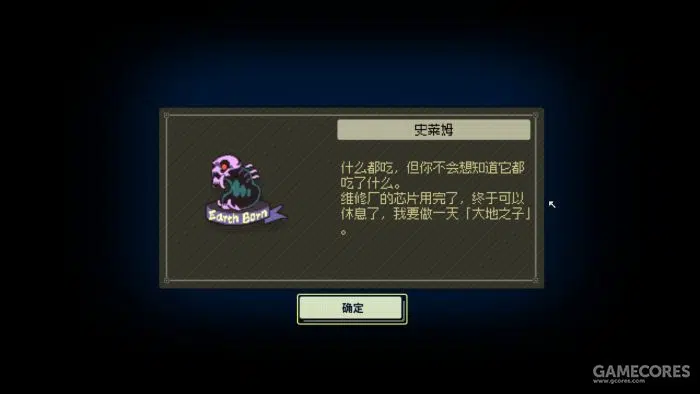 史莱姆
什么都吃，但你不会想知道它都
吃了什么。
维修厂的芯片用完了，终于可以
休息了，我要做一天「大地之子」
。
Earth Born
确定
GAMECORES
www.gcores.com